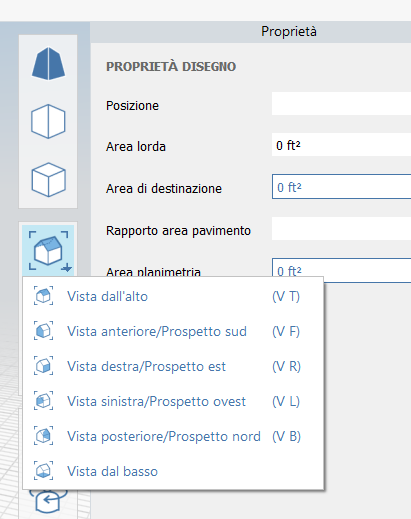 Proprietà
PROPRIETÀ DISEGNO
Posizione
Area lorda 0 ft²
Area di destinazione 0 ft²
Rapporto area pavimento
Area planimetria 0 ft²
Vista dall'alto (V T)
Vista anteriore/Prospetto sud (V F)
Vista destra/Prospetto est (V R)
Vista sinistra/Prospetto ovest (V L)
Vista posteriore/Prospetto nord (V B)
Vista dal basso